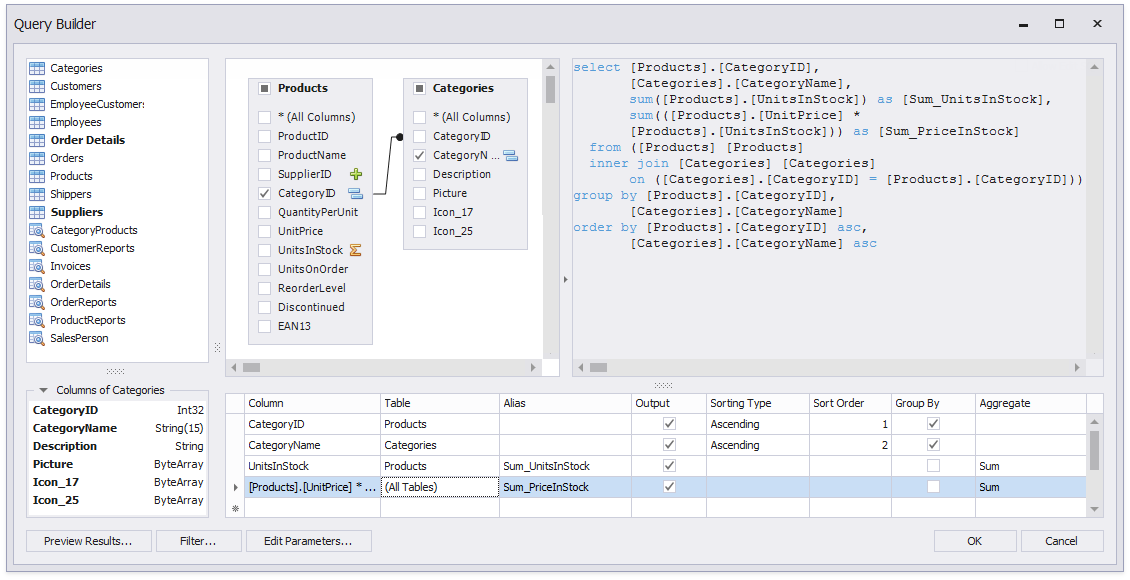 Query Builder
Categories
Customers
EmployeeCustomers
Employees
Order Details
Orders
Products
Shippers
Suppliers
CategoryProducts
CustomerReports
Invoices
OrderDetails
OrderReports
ProductReports
SalesPerson
Products
* (All Columns)
ProductID
ProductName
SupplierID
CategoryID
QuantityPerUnit
UnitPrice
UnitsInStock
UnitsOnOrder
ReorderLevel
Discontinued
EAN13
Categories
* (All Columns)
CategoryID
CategoryN ...
Description
Picture
Icon_17
Icon_25
select [Products].[CategoryID],
[Categories].[CategoryName],
sum([Products].[UnitsInStock]) as [Sum_UnitsInStock],
sum(([Products].[UnitPrice] *
[Products].[UnitsInStock])) as [Sum_PriceInStock]
from ([Products] [Products]
inner join [Categories] [Categories]
on ([Categories].[CategoryID] = [Products].[CategoryID]))
group by [Products].[CategoryID],
[Categories].[CategoryName]
order by [Products].[CategoryID] asc,
[Categories].[CategoryName] asc
Columns of Categories
CategoryID Int32
CategoryName String(15)
Description String
Picture ByteArray
Icon_17 ByteArray
Icon_25 ByteArray
Column Table Alias Output Sorting Type Sort Order Group By Aggregate
CategoryID Products Ascending 1
CategoryName Categories Ascending 2
UnitsInStock Products Sum_UnitsInStock Sum
[Products].[UnitPrice] * ... (All Tables) Sum_PriceInStock Sum
Preview Results... Filter... Edit Parameters... OK Cancel